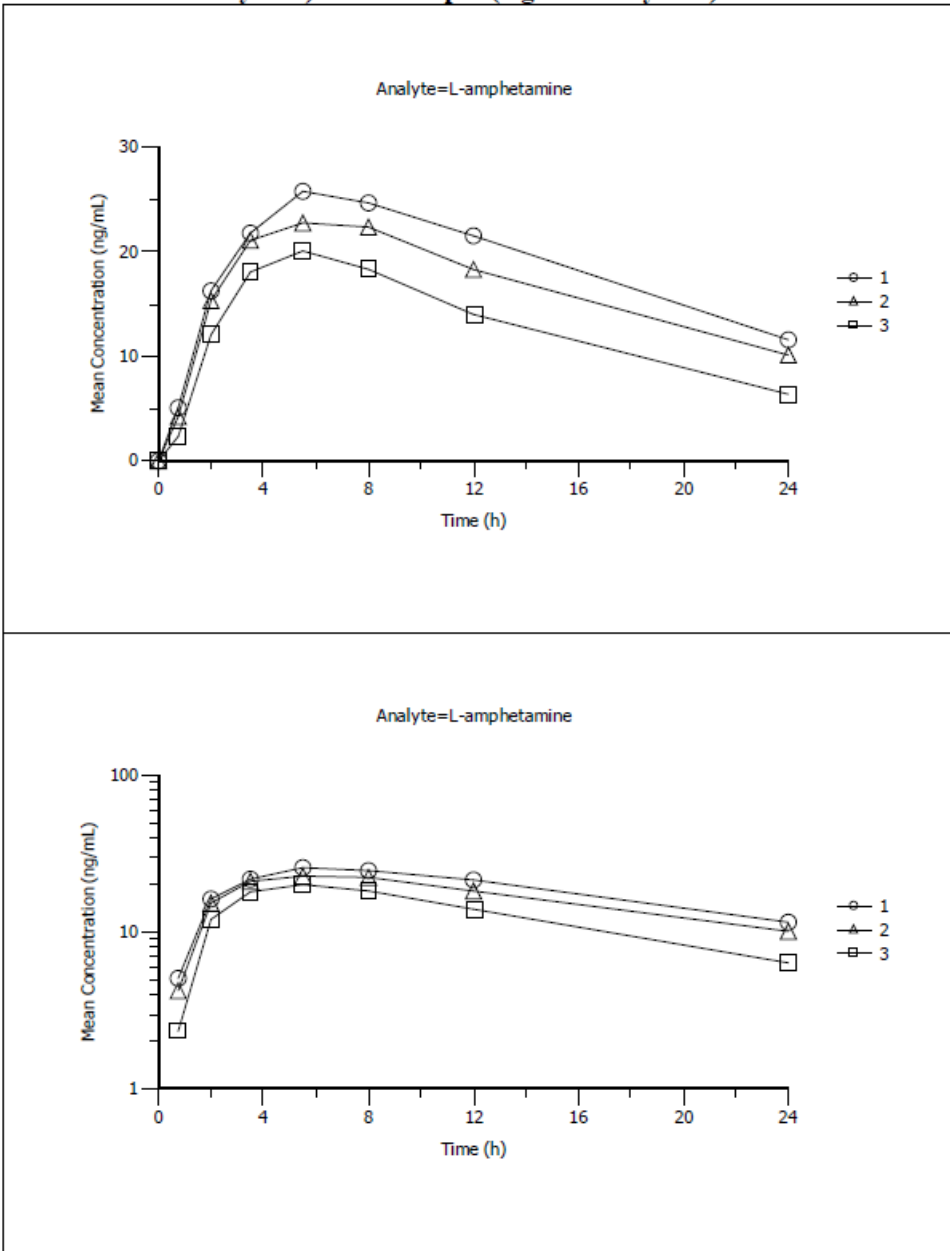 Analyte=L-amphetamine
30
20
10
0
Mean Concentration (ng/mL)
0 4 8 12 16 20 24
Time (h)
1
2
3
Analyte=L-amphetamine
100
10
1
Mean Concentration (ng/mL)
0 4 8 12 16 20 24
Time (h)
1
2
3